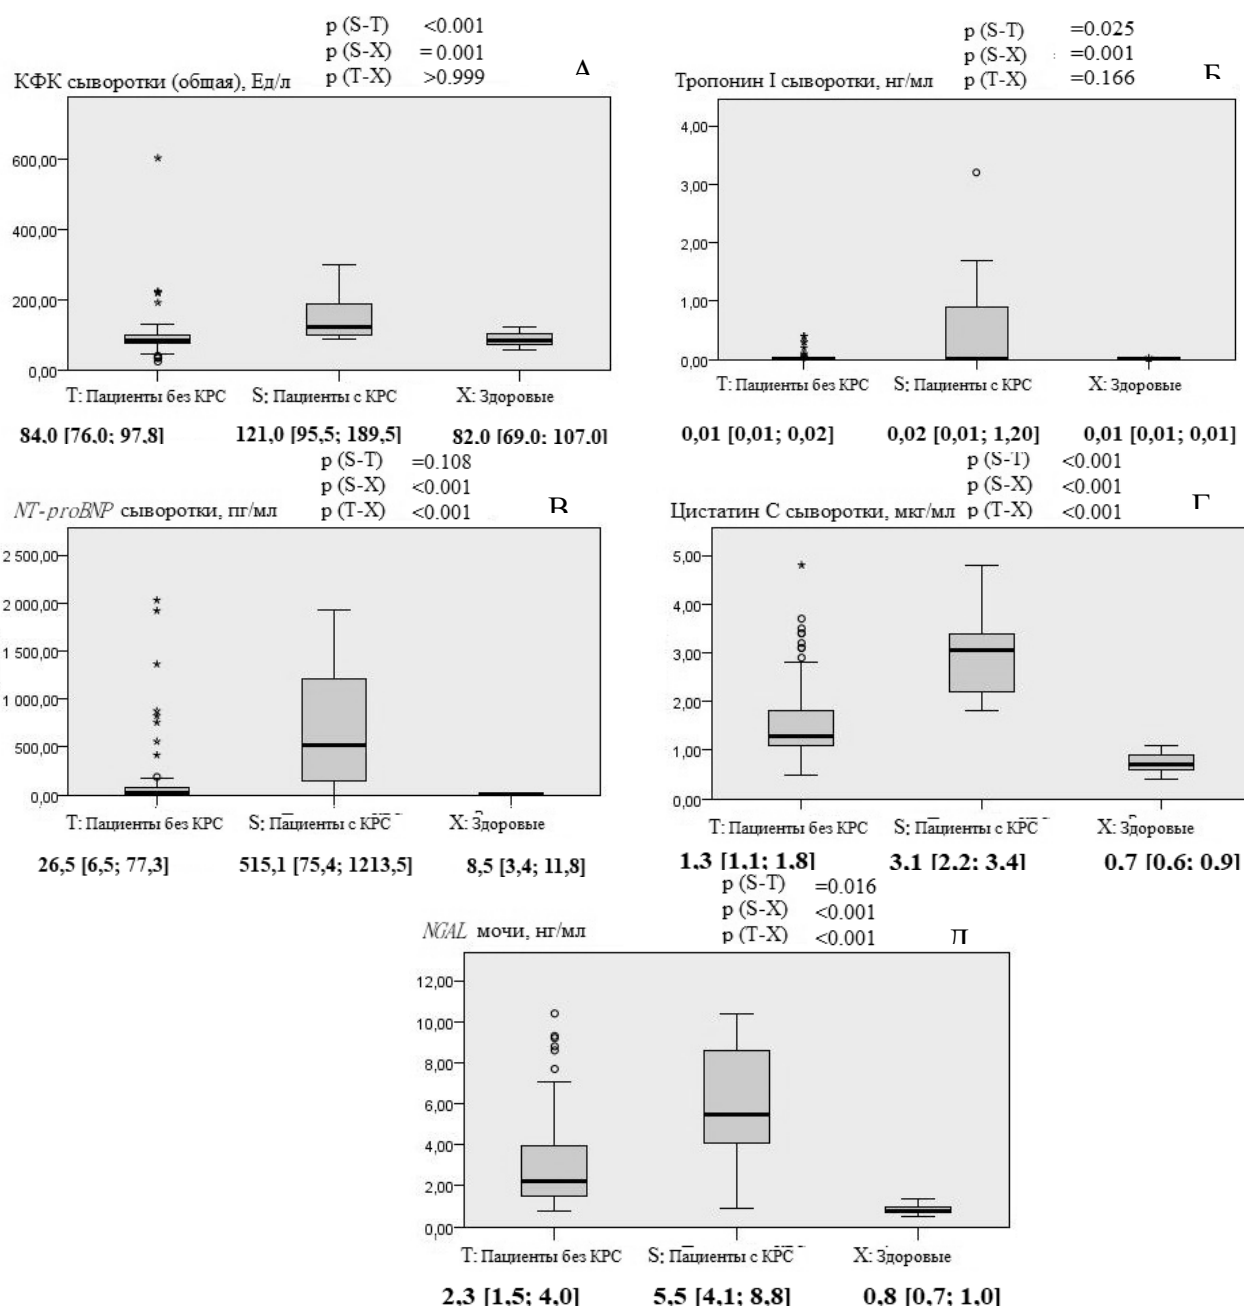 p (S-T) <0.001
p (S-X) = 0.001
p (T-X) >0.999
А
КФК сыворотки (общая), Ед/л
600,00
400,00
200,00
0,00
T: Пациенты без КРС S: Пациенты с КРС X: Здоровые
84,0 [76,0; 97,8] 121,0 [95,5; 189,5] 82,0 [69,0; 107,0]
p (S-T) =0.025
p (S-X) =0.001
p (T-X) =0.166
Б
Тропонин I сыворотки, нг/мл
4,00
3,00
2,00
1,00
0,00
T: Пациенты без КРС S: Пациенты с КРС X: Здоровые
0,01 [0,01; 0,02] 0,02 [0,01; 1,20] 0,01 [0,01; 0,01]
p (S-T) =0.108
p (S-X) <0.001
p (T-X) <0.001
В
NT-proBNP сыворотки, пг/мл
2 500,00
2 000,00
1 500,00
1 000,00
500,00
0,00
T: Пациенты без КРС S: Пациенты с КРС X: Здоровые
26,5 [6,5; 77,3] 515,1 [75,4; 1213,5] 8,5 [3,4; 11,8]
p (S-T) <0.001
p (S-X) <0.001
p (T-X) <0.001
Г
Цистатин С сыворотки, мкг/мл
5,00
4,00
3,00
2,00
1,00
0,00
T: Пациенты без КРС S: Пациенты с КРС X: Здоровые
1,3 [1,1; 1,8] 3,1 [2,2; 3,4] 0,7 [0,6; 0,9]
p (S-T) =0.016
p (S-X) <0.001
p (T-X) <0.001
Д
NGAL мочи, нг/мл
12,00
10,00
8,00
6,00
4,00
2,00
0,00
T: Пациенты без КРС S: Пациенты с КРС X: Здоровые
2,3 [1,5; 4,0] 5,5 [4,1; 8,8] 0,8 [0,7; 1,0]